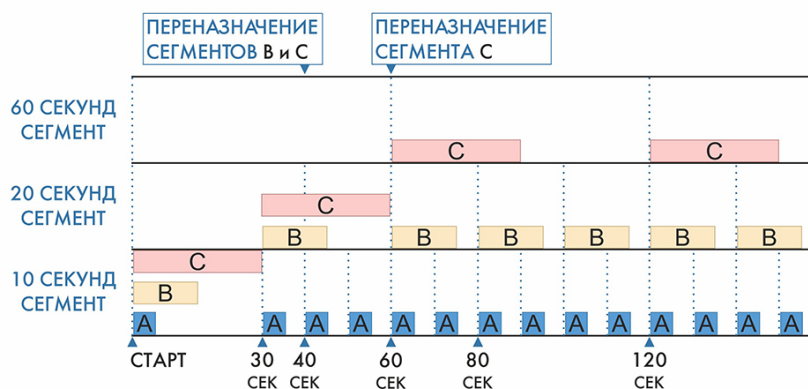 ПЕРЕНАЗНАЧЕНИЕ
СЕГМЕНТОВ В и С
ПЕРЕНАЗНАЧЕНИЕ
СЕГМЕНТА С
60 СЕКУНД
СЕГМЕНТ
C C
20 СЕКУНД
СЕГМЕНТ
C
B B B B B B
10 СЕКУНД
СЕГМЕНТ
C
B
A A A A A A A A A A A A A A
СТАРТ 30 40 60 80 120
СЕК СЕК СЕК СЕК СЕК